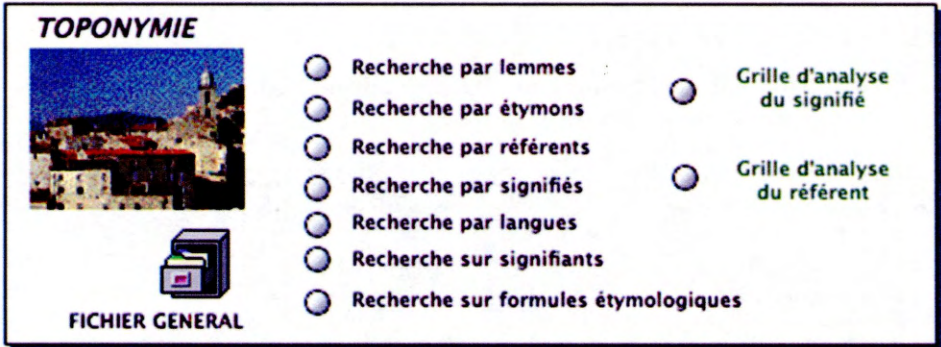 TOPONYMIE
Recherche par lemmes
Recherche par étymons
Recherche par référents
Recherche par signifiés
Recherche par langues
Recherche sur signifiants
Recherche sur formules étymologiques
Grille d'analyse
du signifié
Grille d'analyse
du référent
FICHIER GENERAL